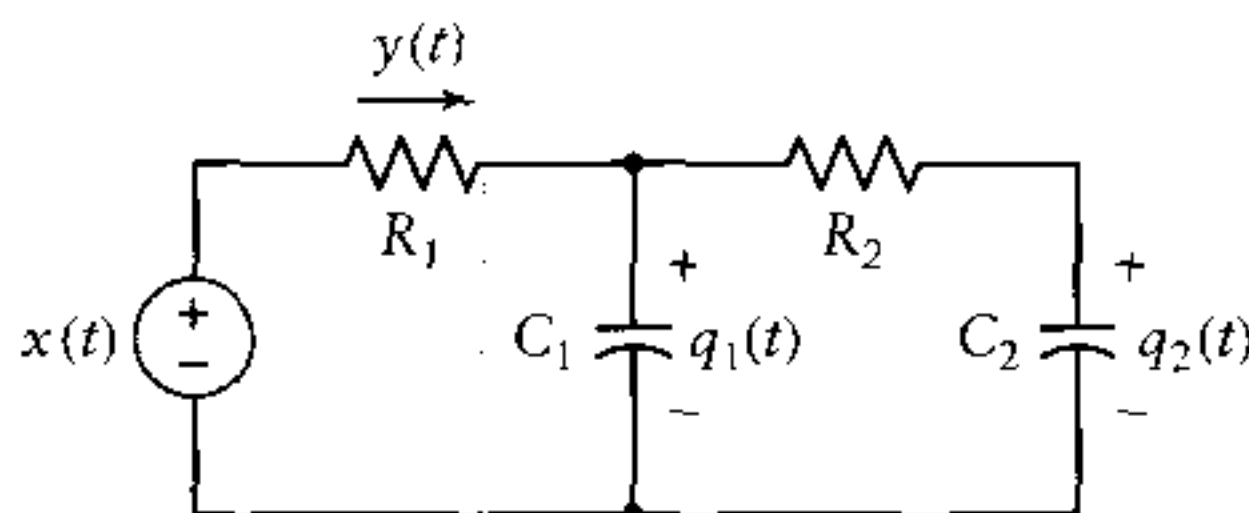 y(t)
R₁
R₂
+
+
x(t)
+
−
C₁
q₁(t)
C₂
q₂(t)
−
−